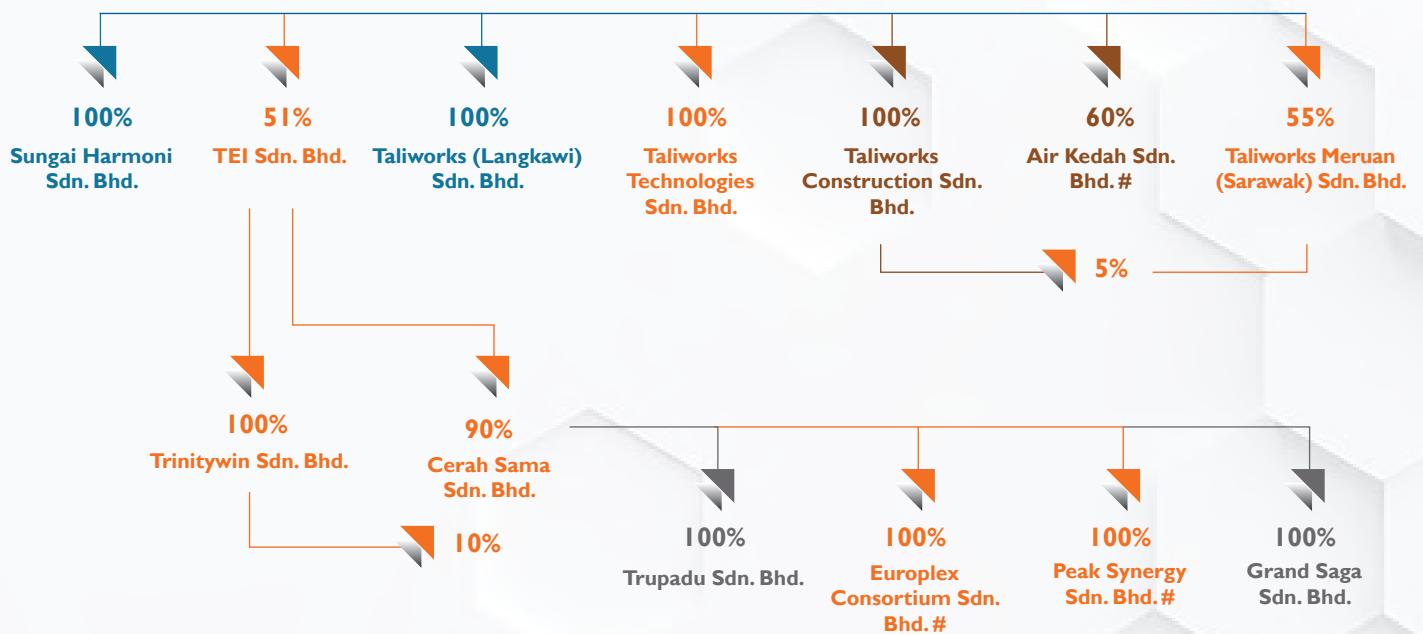 100%
Sungai Harmoni
Sdn. Bhd.
51%
TEI Sdn. Bhd.
100%
Taliworks (Langkawi)
Sdn. Bhd.
100%
Taliworks
Technologies
Sdn. Bhd.
100%
Taliworks
Construction Sdn.
Bhd.
60%
Air Kedah Sdn.
Bhd. #
55%
Taliworks Meruan
(Sarawak) Sdn. Bhd.
5%
100%
Trinitywin Sdn. Bhd.
90%
Cerah Sama
Sdn. Bhd.
10%
100%
Trupadu Sdn. Bhd.
100%
Europlex
Consortium Sdn.
Bhd. #
100%
Peak Synergy
Sdn. Bhd. #
100%
Grand Saga
Sdn. Bhd.